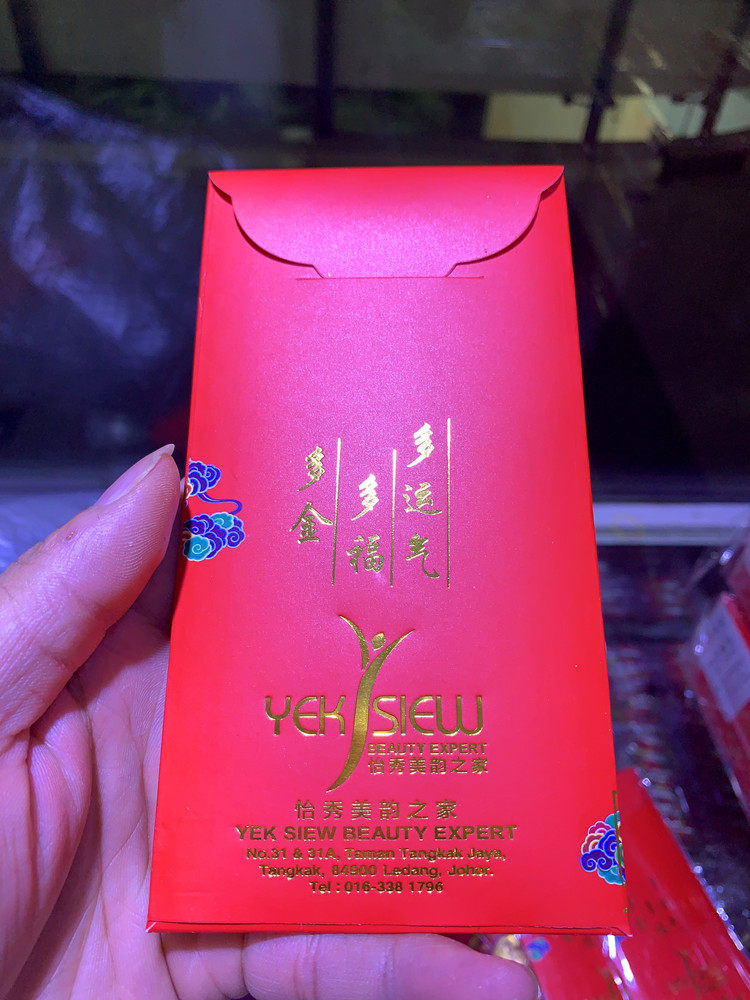 多运气
多福
多金
YEK SIEW
BEAUTY EXPERT
怡秀美韵之家
怡秀美韵之家
YEK SIEW BEAUTY EXPERT
No.31 & 31A, Taman Tangkak Jaya,
Tangkak, 84900 Ledang, Johor.
Tel : 016-338 1796